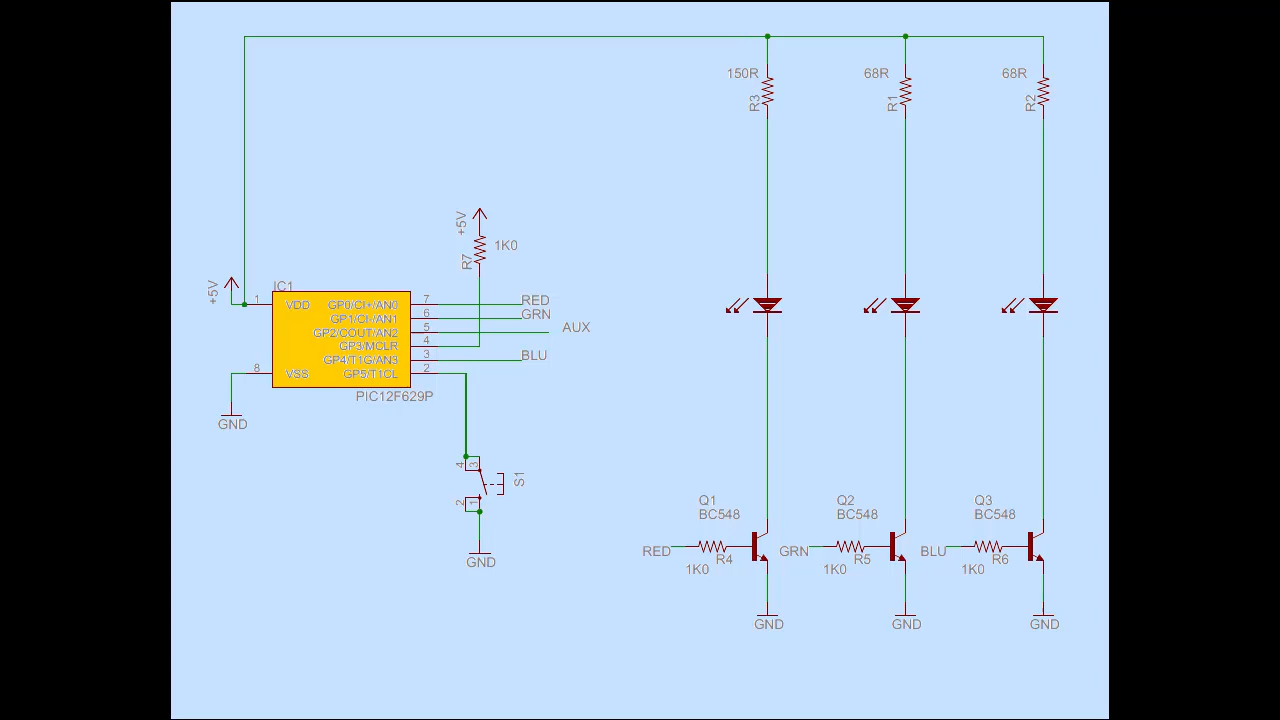 150R
R3
68R
R1
68R
R2
+5V
R7
1K0
+5V
IC1
1
VDD
GP0/CI+/AN0
7
RED
GP1/CI-/AN1
6
GRN
GP2/COUT/AN2
5
AUX
GP3/MCLR
4
GP4/T1G/AN3
3
BLU
8
VSS
GP5/T1CL
2
PIC12F629P
GND
4
3
S1
2
1
GND
Q1
BC548
Q2
BC548
Q3
BC548
RED
R4
1K0
GRN
R5
1K0
BLU
R6
1K0
GND
GND
GND